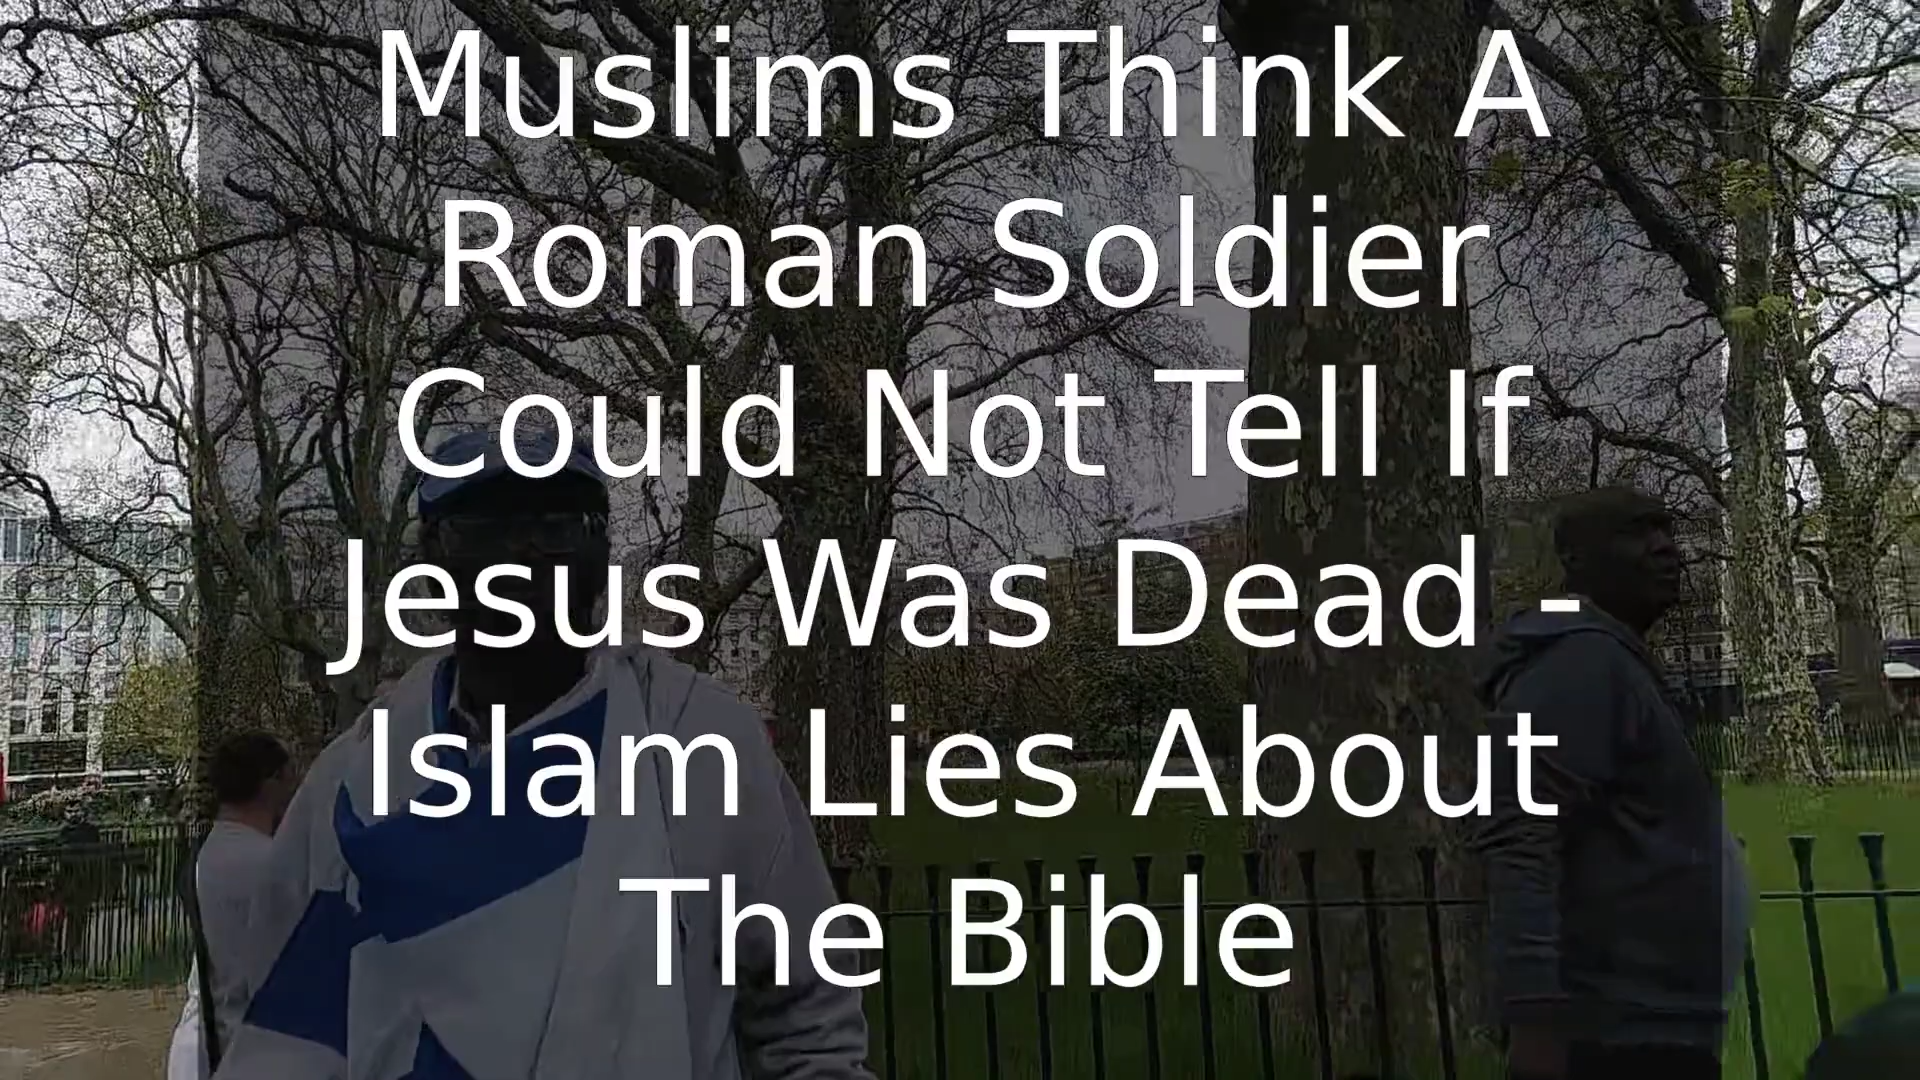 Muslims Think A
Roman Soldier
Could Not Tell If
Jesus Was Dead -
Islam Lies About
The Bible